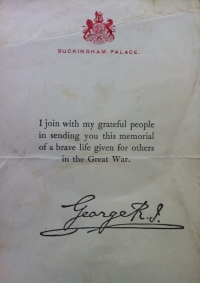 BUCKINGHAM PALACE.
I join with my grateful people
in sending you this memorial
of a brave life given for others
in the Great War.
George R.I.